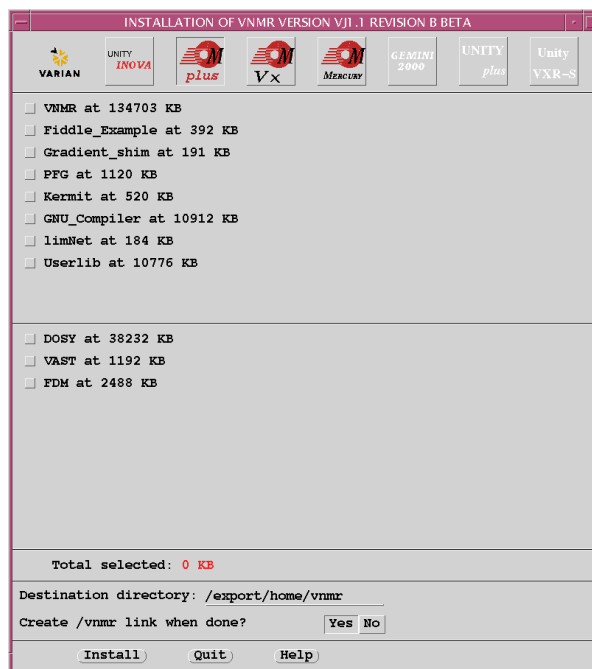 INSTALLATION OF VNMR VERSION VJ1.1 REVISION B BETA
VARIAN
UNITY
INOVA
M
plus
M
Vx
M
MERCURY
GEMINI
2000
UNITY
plus
Unity
VXR-S
VNMR at 134703 KB
Fiddle_Example at 392 KB
Gradient_shim at 191 KB
PFG at 1120 KB
Kermit at 520 KB
GNU_Compiler at 10912 KB
limNet at 184 KB
Userlib at 10776 KB
DOSY at 38232 KB
VAST at 1192 KB
FDM at 2488 KB
Total selected: 0 KB
Destination directory: /export/home/vnmr
Create /vnmr link when done? Yes No
Install Quit Help